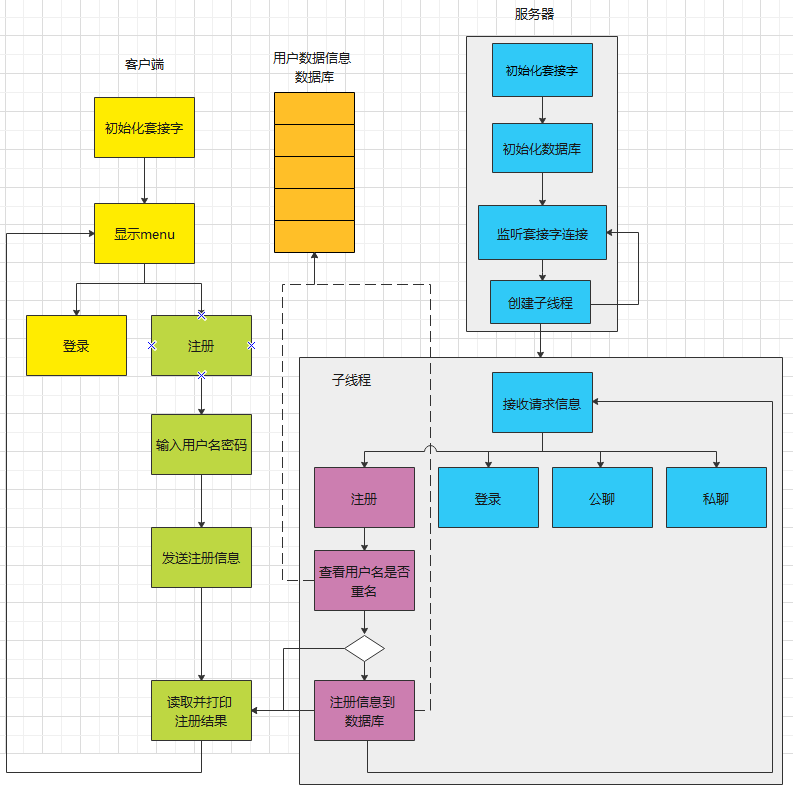 服务器
客户端
用户数据信息
数据库
初始化套接字
初始化套接字
初始化数据库
显示menu
监听套接字连接
创建子线程
登录
注册
子线程
接收请求信息
输入用户名密码
注册
登录
公聊
私聊
发送注册信息
查看用户名是否
重名
读取并打印
注册结果
注册信息到
数据库